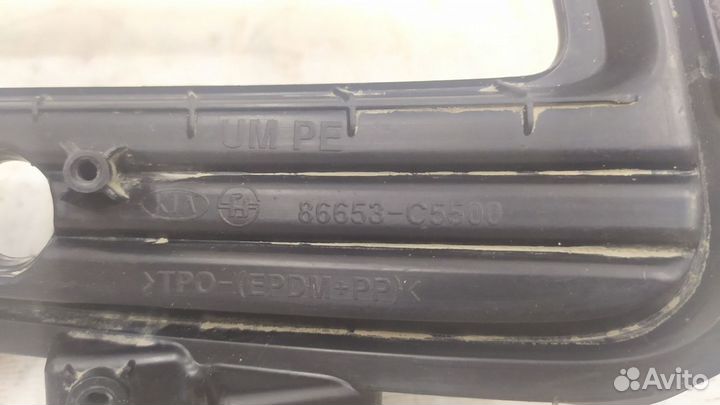 UM PE
KIA 86653-C5500
>TPO-(EPDM+PP)<
Avito